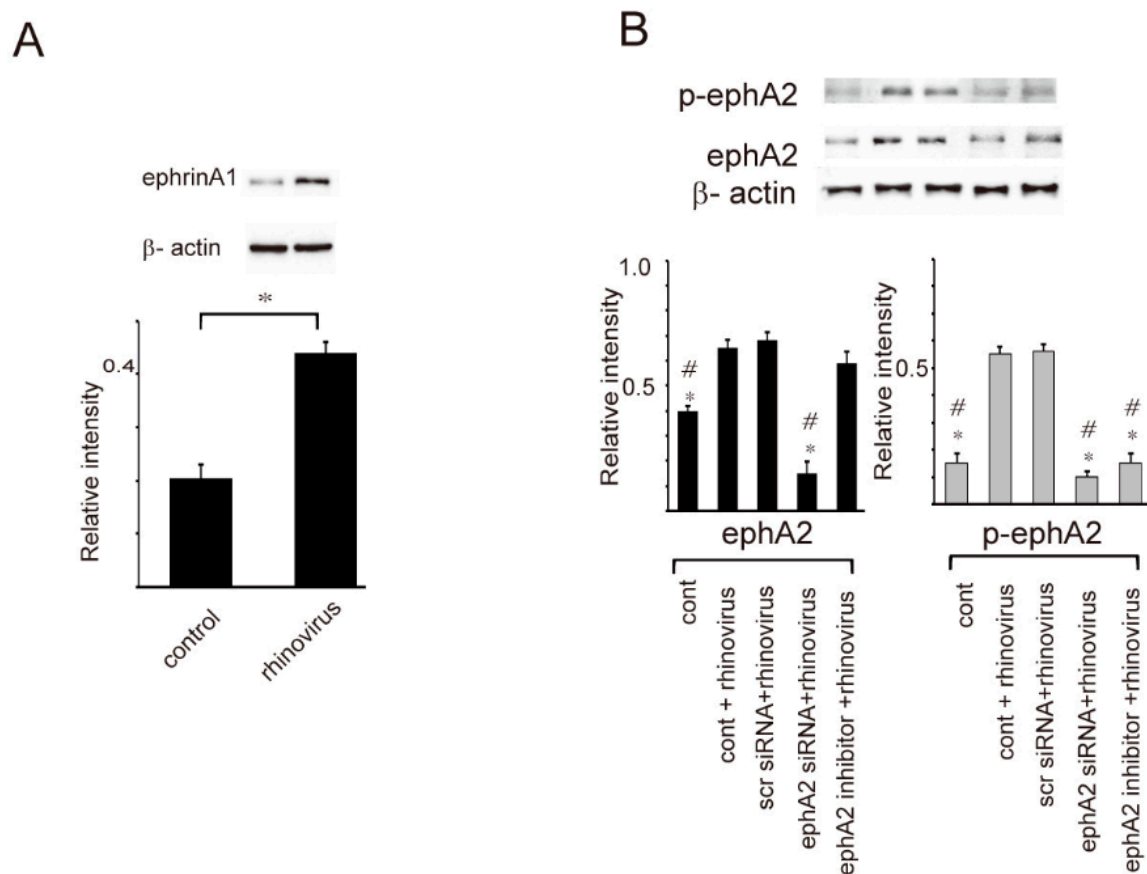 A
ephrinA1
β- actin
*
0.4
Relative intensity
control
rhinovirus
B
p-ephA2
ephA2
β- actin
1.0
0.5
Relative intensity
#
*
#
*
ephA2
cont
cont + rhinovirus
scr siRNA+rhinovirus
ephA2 siRNA+rhinovirus
ephA2 inhibitor +rhinovirus
0.5
Relative intensity
#
*
#
*
#
*
p-ephA2
cont
cont + rhinovirus
scr siRNA+rhinovirus
ephA2 siRNA+rhinovirus
ephA2 inhibitor +rhinovirus